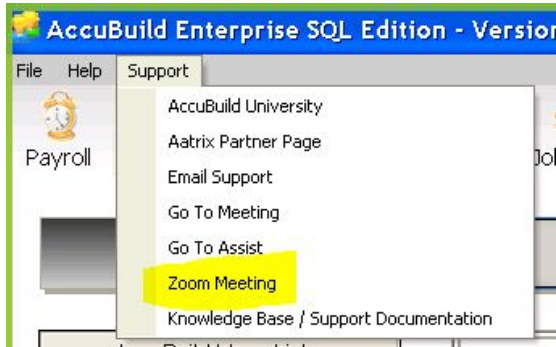 AccuBuild Enterprise SQL Edition - Version
File Help Support
AccuBuild University
Aatrix Partner Page
Payroll
Email Support
Go To Meeting
Go To Assist
Zoom Meeting
Knowledge Base / Support Documentation